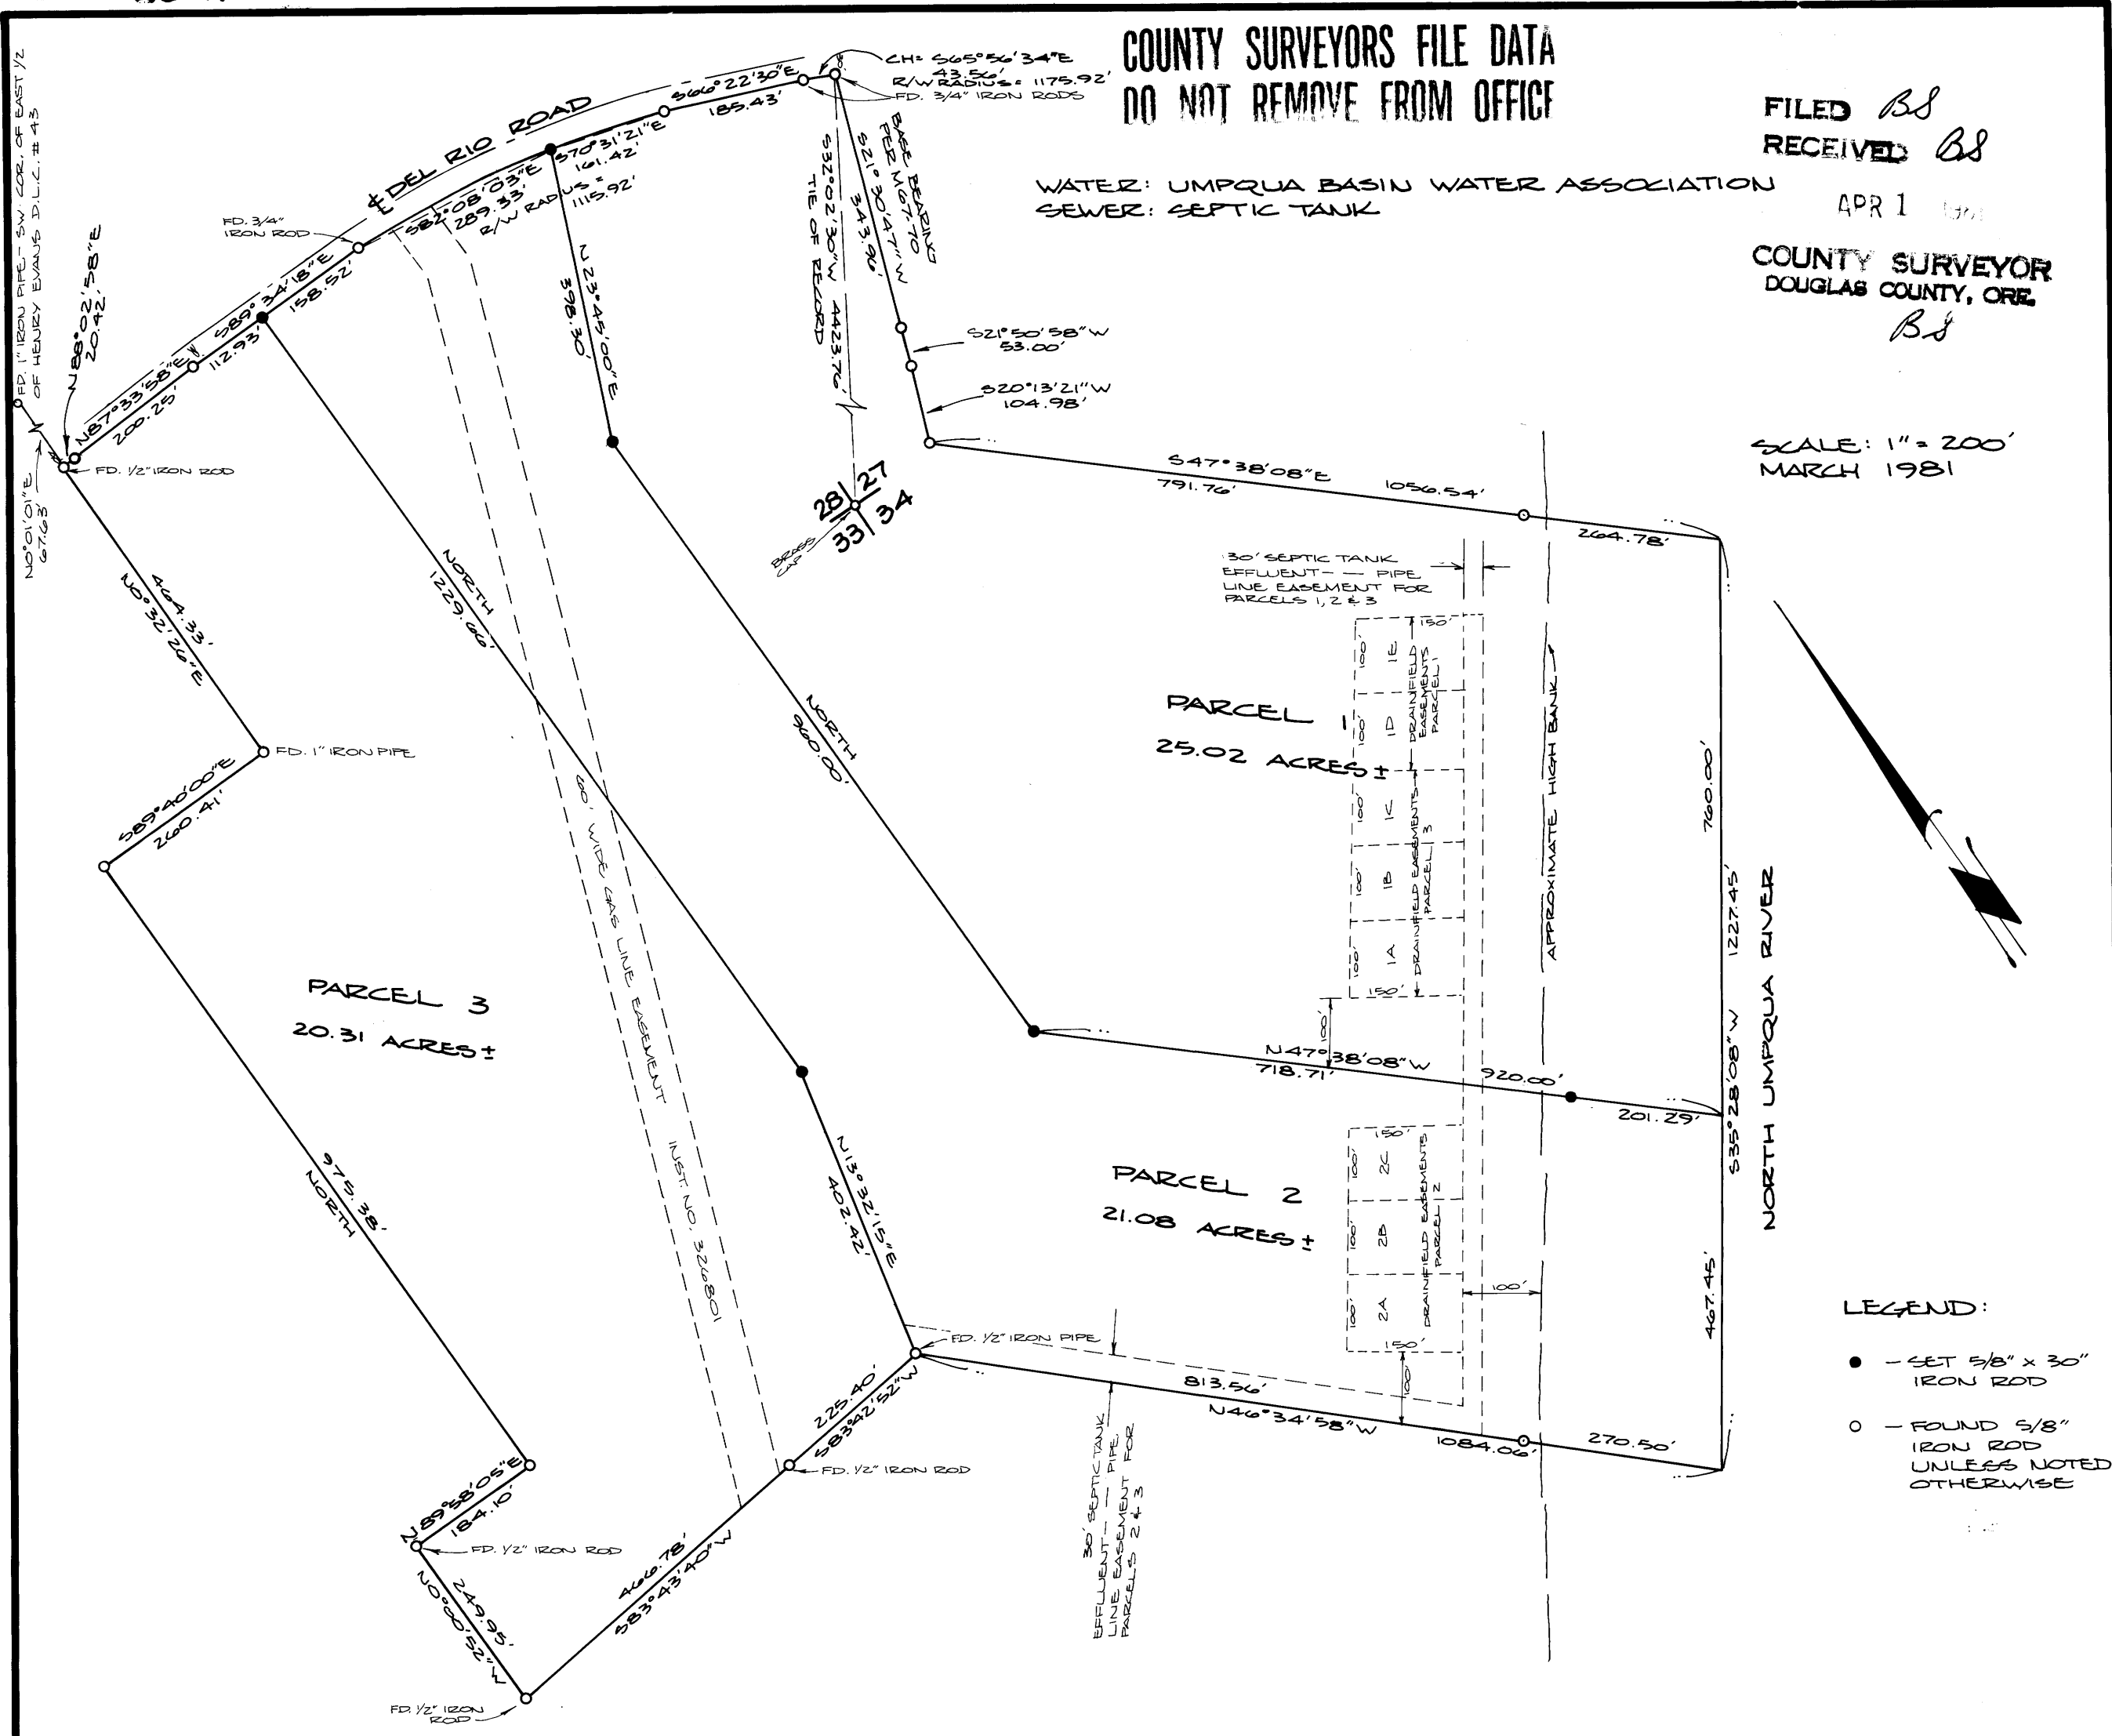 COUNTY SURVEYORS FILE DATA
DO NOT REMOVE FROM OFFICE
FILED BS
RECEIVED BS
APR 1
COUNTY SURVEYOR
DOUGLAS COUNTY, ORE.
BS
WATER: UMPQUA BASIN WATER ASSOCIATION
SEWER: SEPTIC TANK
SCALE: 1" = 200'
MARCH 1981
CH= S65°56'34"E
43.56'
R/W RADIUS = 1175.92'
FD. 3/4" IRON RODS
S66°22'30"E
185.43'
℄ DEL RIO ROAD
S70°31'21"E
161.42'
S82°08'03"E
289.33'
R/W RADIUS =
1115.92'
FD. 3/4"
IRON ROD
S89°34'18"E
158.52'
112.93'
N87°33'58"E
200.25'
N88°02'58"E
20.42'
FD. 1" IRON PIPE - SW. COR. OF EAST 1/2
OF HENRY EVANS D.L.C. # 43
N0°01'01"E
67.63'
FD. 1/2" IRON ROD
464.33'
N0°32'26"E
FD. 1" IRON PIPE
S89°40'00"E
260.41'
975.38'
NORTH
N89°58'05"E
184.10'
FD. 1/2" IRON ROD
249.95'
N0°00'52"W
FD. 1/2" IRON
ROD
466.78'
S83°43'40"W
FD. 1/2" IRON ROD
225.40'
S83°42'52"W
FD. 1/2" IRON PIPE
N13°32'15"E
402.42'
NORTH
1229.66'
N23°45'00"E
398.30'
NORTH
960.00'
BASE BEARING
PER M67-70
S21°30'47"W
343.96'
S32°02'30"W 4423.76'
TIE OF RECORD
S21°50'58"W
53.00'
S20°13'21"W
104.98'
28 27
33 34
BRASS
CAP
S47°38'08"E
791.76'
1056.54'
264.78'
30' SEPTIC TANK
EFFLUENT PIPE
LINE EASEMENT FOR
PARCELS 1, 2 & 3
PARCEL 1
25.02 ACRES ±
150'
100' 1E
100' 1D
DRAINFIELD
EASEMENTS
PARCEL 1
100' 1C
100' 1B
100' 1A
DRAINFIELD EASEMENTS
PARCEL 3
150'
100'
APPROXIMATE HIGH BANK
760.00'
S35°28'08"W 1227.45'
NORTH UMPQUA RIVER
467.45'
N47°38'08"W
718.71'
920.00'
201.29'
PARCEL 2
21.08 ACRES ±
150'
100' 2C
100' 2B
100' 2A
DRAINFIELD EASEMENTS
PARCEL 2
150'
100'
100'
813.56'
N46°34'58"W
1084.06'
270.50'
30' SEPTIC TANK
EFFLUENT PIPE
LINE EASEMENT FOR
PARCELS 2 & 3
PARCEL 3
20.31 ACRES ±
60' WIDE GAS LINE EASEMENT INST. NO. 326801
LEGEND:
● - SET 5/8" x 30"
IRON ROD
○ - FOUND 5/8"
IRON ROD
UNLESS NOTED
OTHERWISE